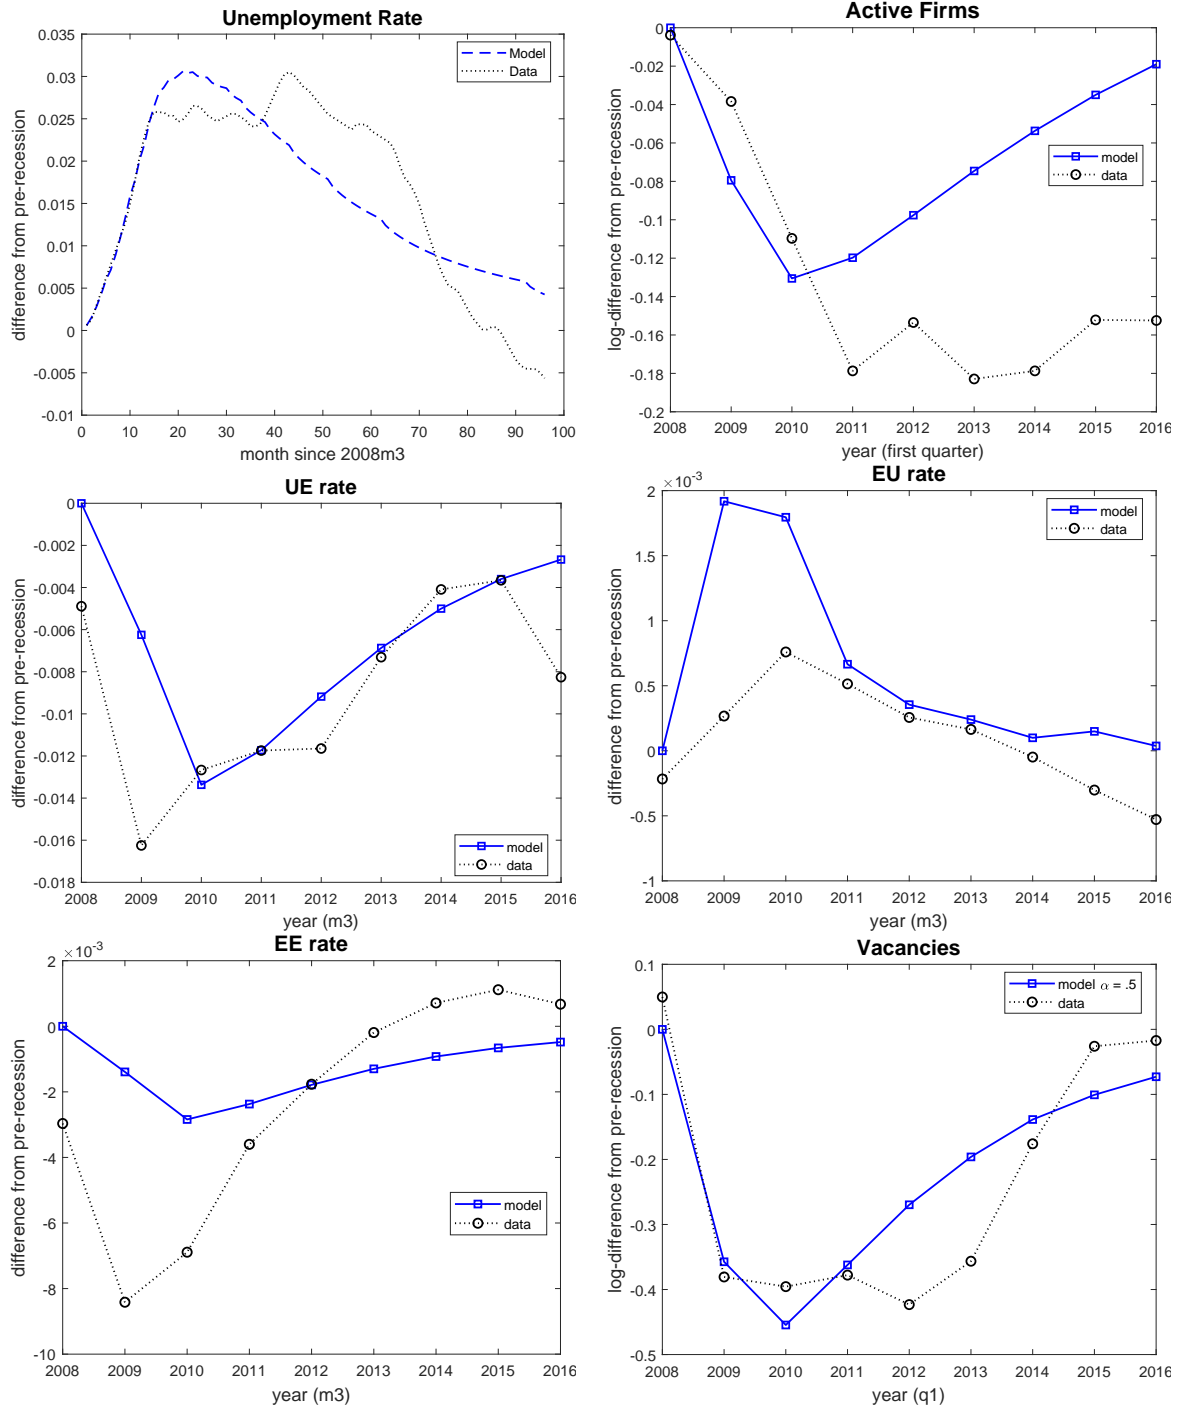 Unemployment Rate
difference from pre-recession
0.035
0.03
0.025
0.02
0.015
0.01
0.005
0
-0.005
-0.01
0 10 20 30 40 50 60 70 80 90 100
month since 2008m3
Model
Data
Active Firms
log-difference from pre-recession
0
-0.02
-0.04
-0.06
-0.08
-0.1
-0.12
-0.14
-0.16
-0.18
-0.2
2008 2009 2010 2011 2012 2013 2014 2015 2016
year (first quarter)
model
data
UE rate
difference from pre-recession
0
-0.002
-0.004
-0.006
-0.008
-0.01
-0.012
-0.014
-0.016
-0.018
2008 2009 2010 2011 2012 2013 2014 2015 2016
year (m3)
model
data
EU rate
×10⁻³
difference from pre-recession
2
1.5
1
0.5
0
-0.5
-1
2008 2009 2010 2011 2012 2013 2014 2015 2016
year (m3)
model
data
EE rate
×10⁻³
difference from pre-recession
2
0
-2
-4
-6
-8
-10
2008 2009 2010 2011 2012 2013 2014 2015 2016
year (m3)
model
data
Vacancies
log-difference from pre-recession
0.1
0
-0.1
-0.2
-0.3
-0.4
-0.5
2008 2009 2010 2011 2012 2013 2014 2015 2016
year (q1)
model α = .5
data